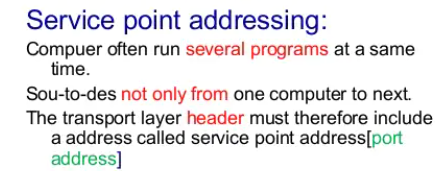 Service point addressing:
Compuer often run several programs at a same
time.
Sou-to-des not only from one computer to next.
The transport layer header must therefore include
a address called service point address[port
address]